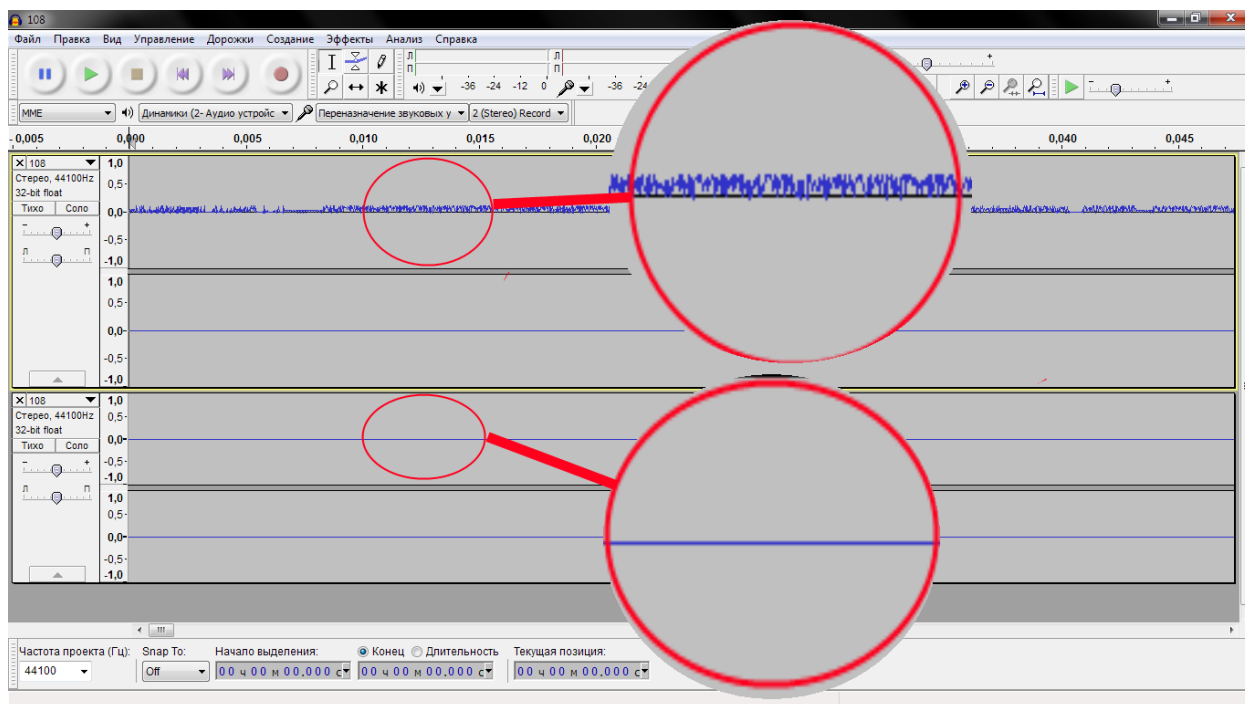 108
Файл Правка Вид Управление Дорожки Создание Эффекты Анализ Справка
Л Л
П П
-36 -24 -12 0 -36 -24
MME Динамики (2- Аудио устройс Переназначение звуковых у 2 (Stereo) Record
-0,005 0,000 0,005 0,010 0,015 0,020 0,040 0,045
108 1,0
Стерео, 44100Hz 0,5
32-bit float
Тихо Соло 0,0
- + -0,5
Л П -1,0
1,0
0,5
0,0
-0,5
-1,0
108 1,0
Стерео, 44100Hz 0,5
32-bit float
Тихо Соло 0,0
- + -0,5
-1,0
Л П 1,0
0,5
0,0
-0,5
-1,0
Частота проекта (Гц): Snap To: Начало выделения: Конец Длительность Текущая позиция:
44100 Off 00 ч 00 м 00,000 с 00 ч 00 м 00,000 с 00 ч 00 м 00,000 с